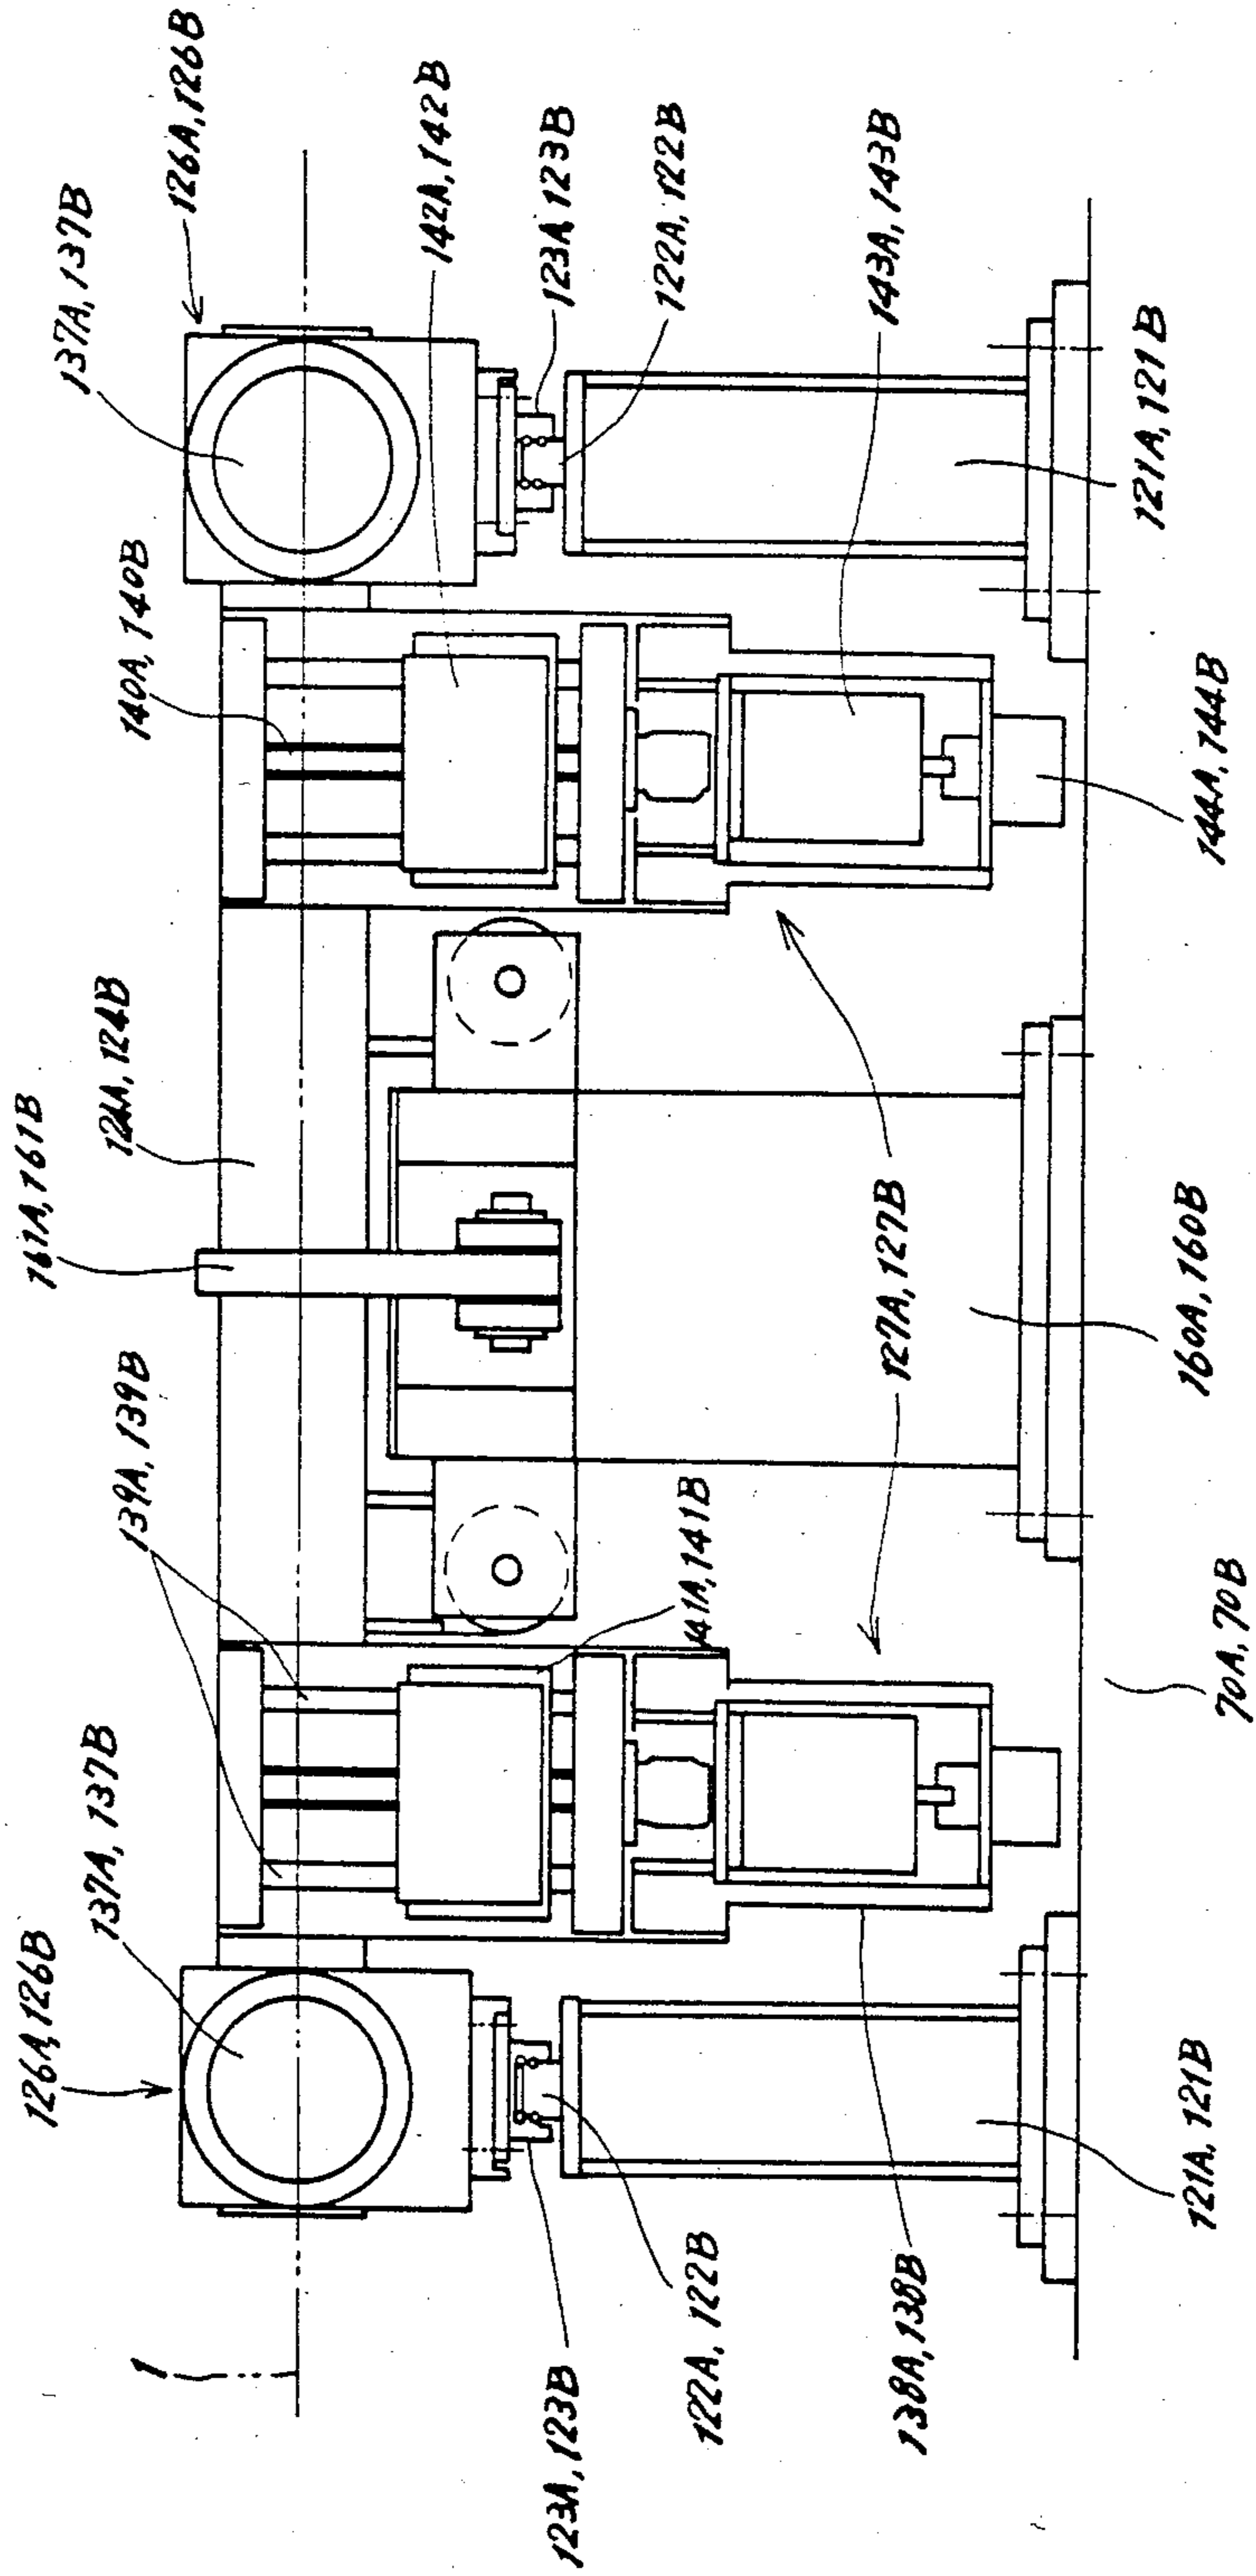 1
126A, 126B
137A, 137B
139A, 139B
161A, 161B
124A, 124B
140A, 140B
137A, 137B
126A, 126B
142A, 142B
123A, 123B
122A, 122B
143A, 143B
141A, 141B
127A, 127B
123A, 123B
122A, 122B
138A, 138B
121A, 121B
70A, 70B
160A, 160B
144A, 144B
121A, 121B